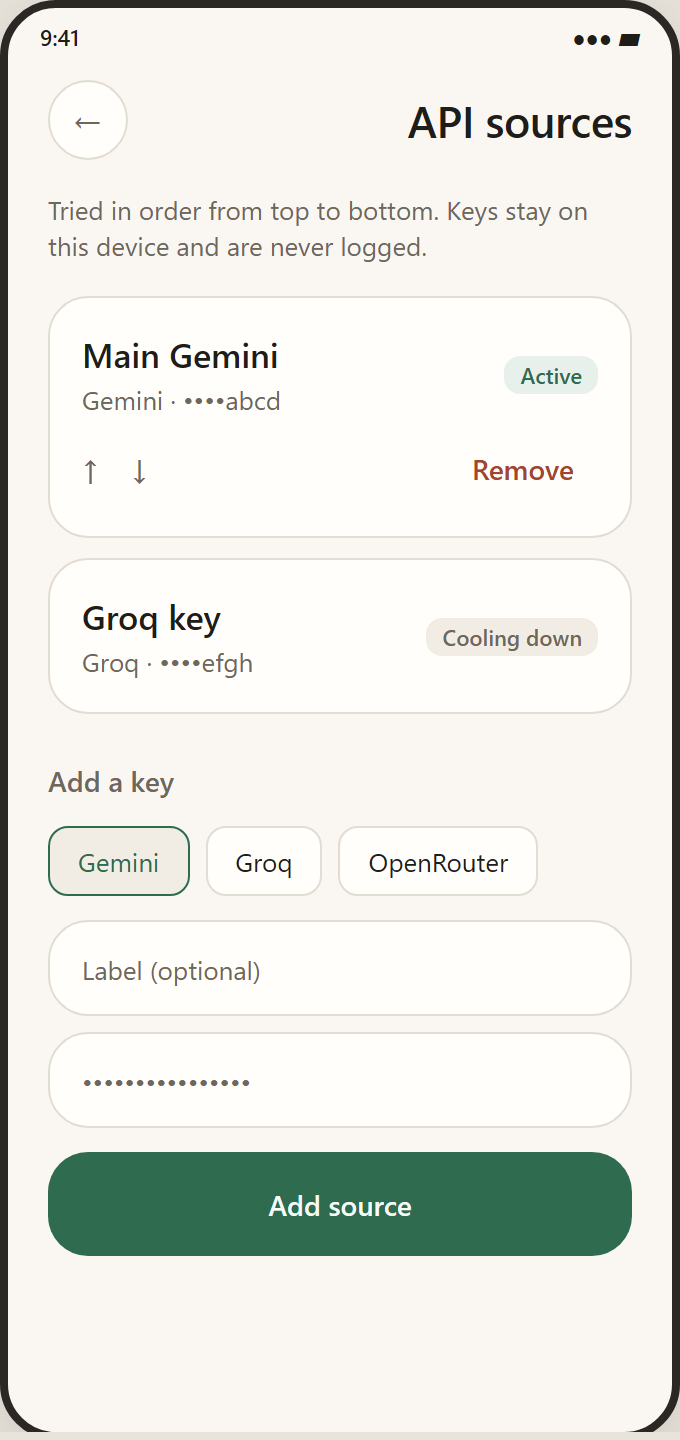 9:41
←
API sources
Tried in order from top to bottom. Keys stay on
this device and are never logged.
Main Gemini
Active
Gemini · ••••abcd
↑ ↓
Remove
Groq key
Cooling down
Groq · ••••efgh
Add a key
Gemini
Groq
OpenRouter
Label (optional)
••••••••••••••••
Add source